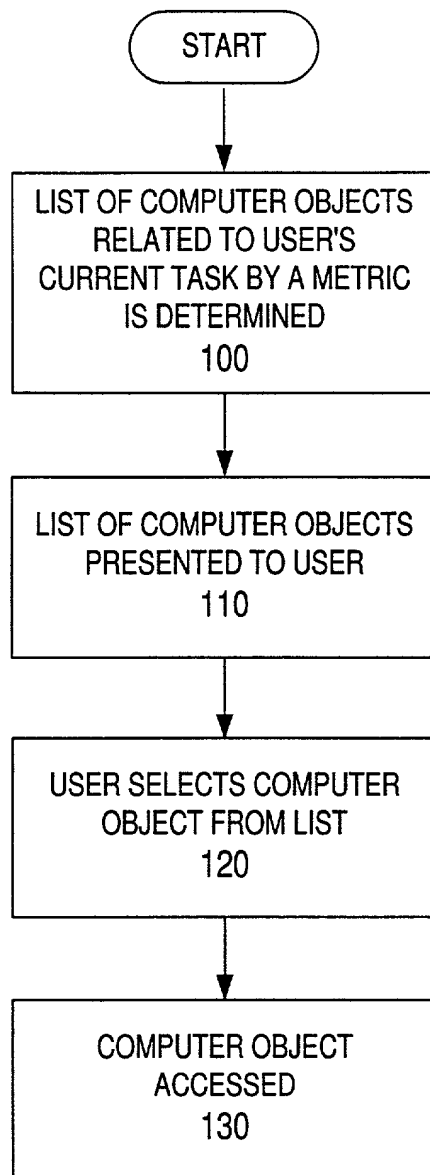 START
LIST OF COMPUTER OBJECTS
RELATED TO USER'S
CURRENT TASK BY A METRIC
IS DETERMINED
100
LIST OF COMPUTER OBJECTS
PRESENTED TO USER
110
USER SELECTS COMPUTER
OBJECT FROM LIST
120
COMPUTER OBJECT
ACCESSED
130